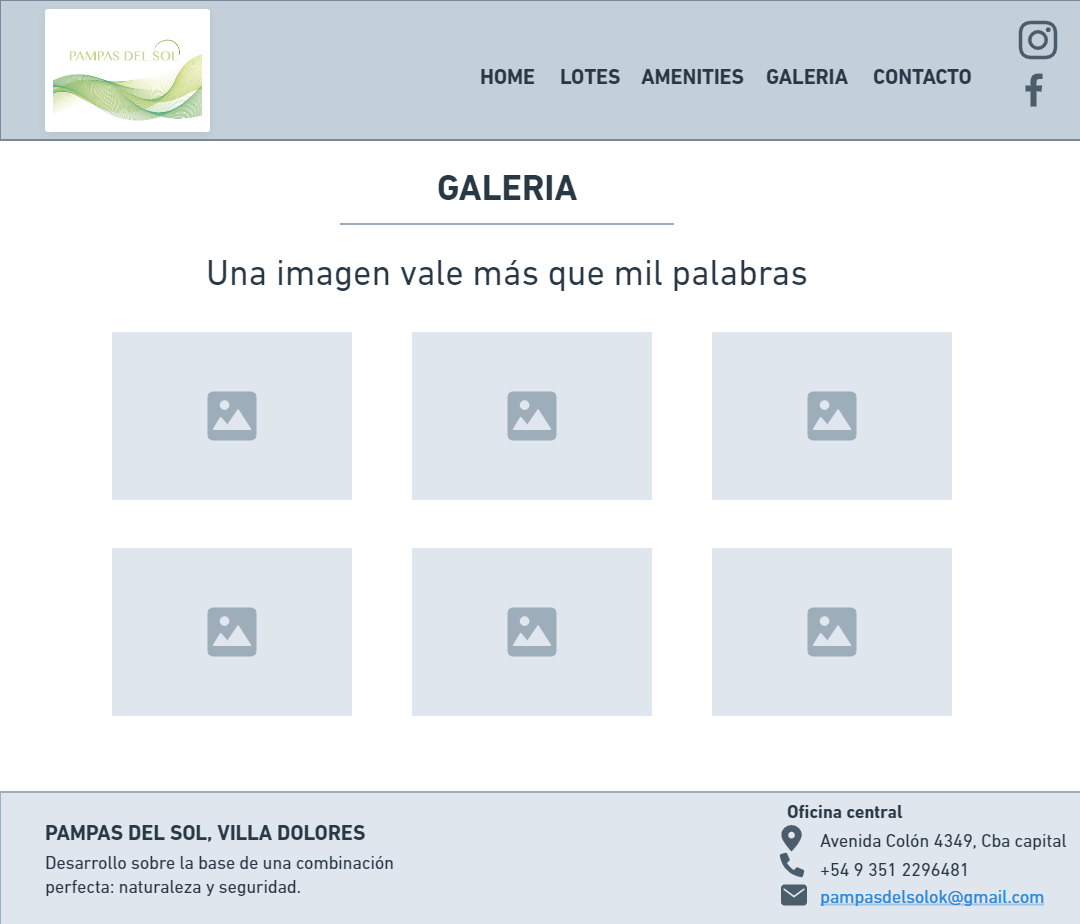 PAMPAS DEL SOL
HOME LOTES AMENITIES GALERIA CONTACTO
GALERIA
Una imagen vale más que mil palabras
PAMPAS DEL SOL, VILLA DOLORES
Desarrollo sobre la base de una combinación
perfecta: naturaleza y seguridad.
Oficina central
Avenida Colón 4349, Cba capital
+54 9 351 2296481
pampasdelsolok@gmail.com